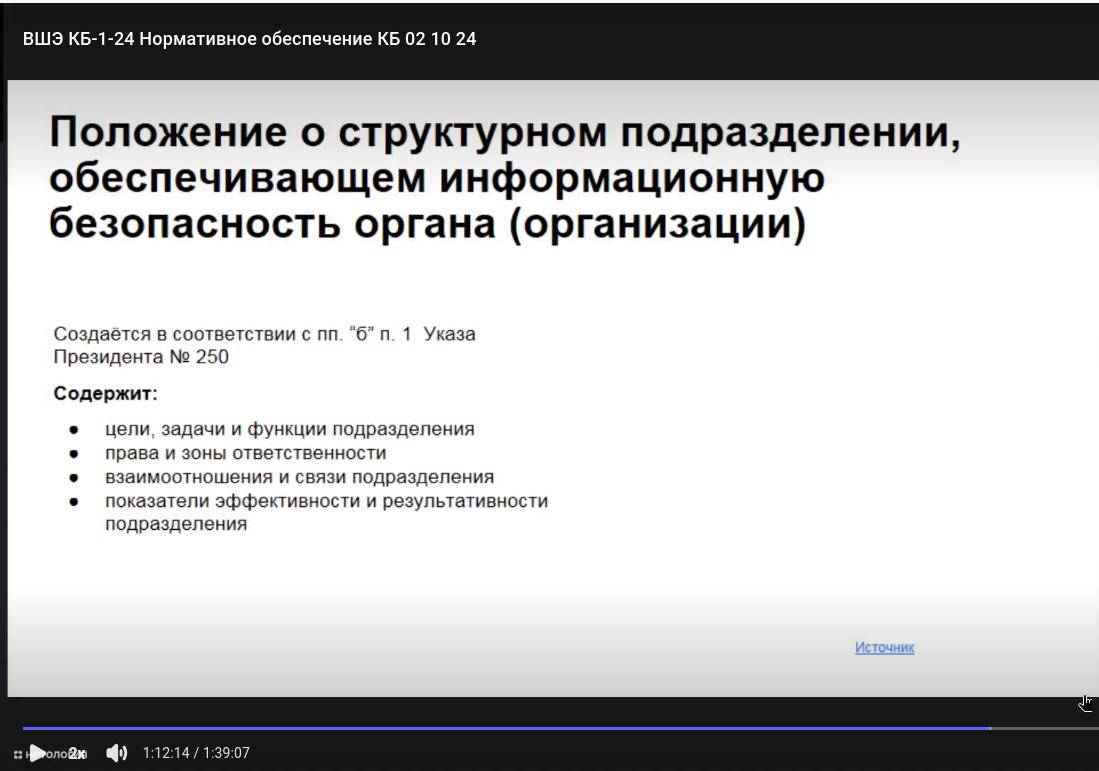 ВШЭ КБ-1-24 Нормативное обеспечение КБ 02 10 24
Положение о структурном подразделении,
обеспечивающем информационную
безопасность органа (организации)
Создаётся в соответствии с пп. “б” п. 1 Указа
Президента № 250
Содержит:
● цели, задачи и функции подразделения
● права и зоны ответственности
● взаимоотношения и связи подразделения
● показатели эффективности и результативности
подразделения
Источник
2x
1:12:14 / 1:39:07